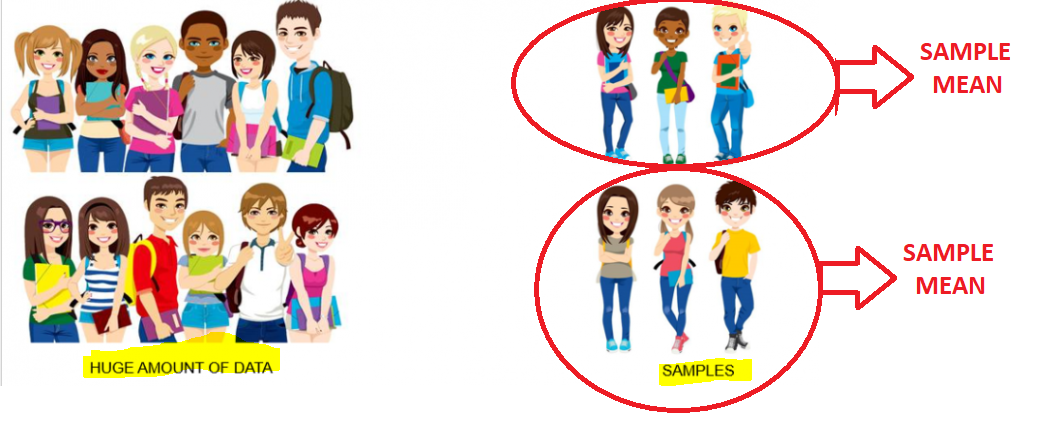 SAMPLE
MEAN
SAMPLE
MEAN
HUGE AMOUNT OF DATA
SAMPLES